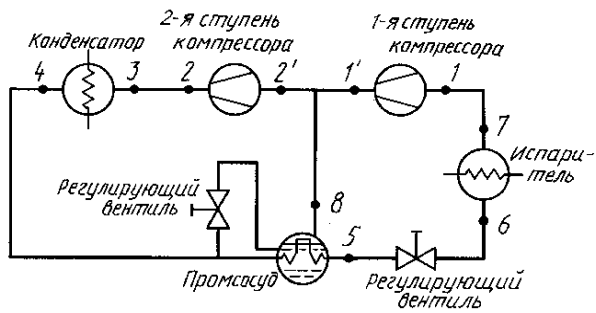 2-я ступень
компрессора
1-я ступень
компрессора
Конденсатор
4
3
2
2'
1'
1
7
Испари-
тель
6
Регулирующий
вентиль
8
5
Промсосуд
Регулирующий
вентиль